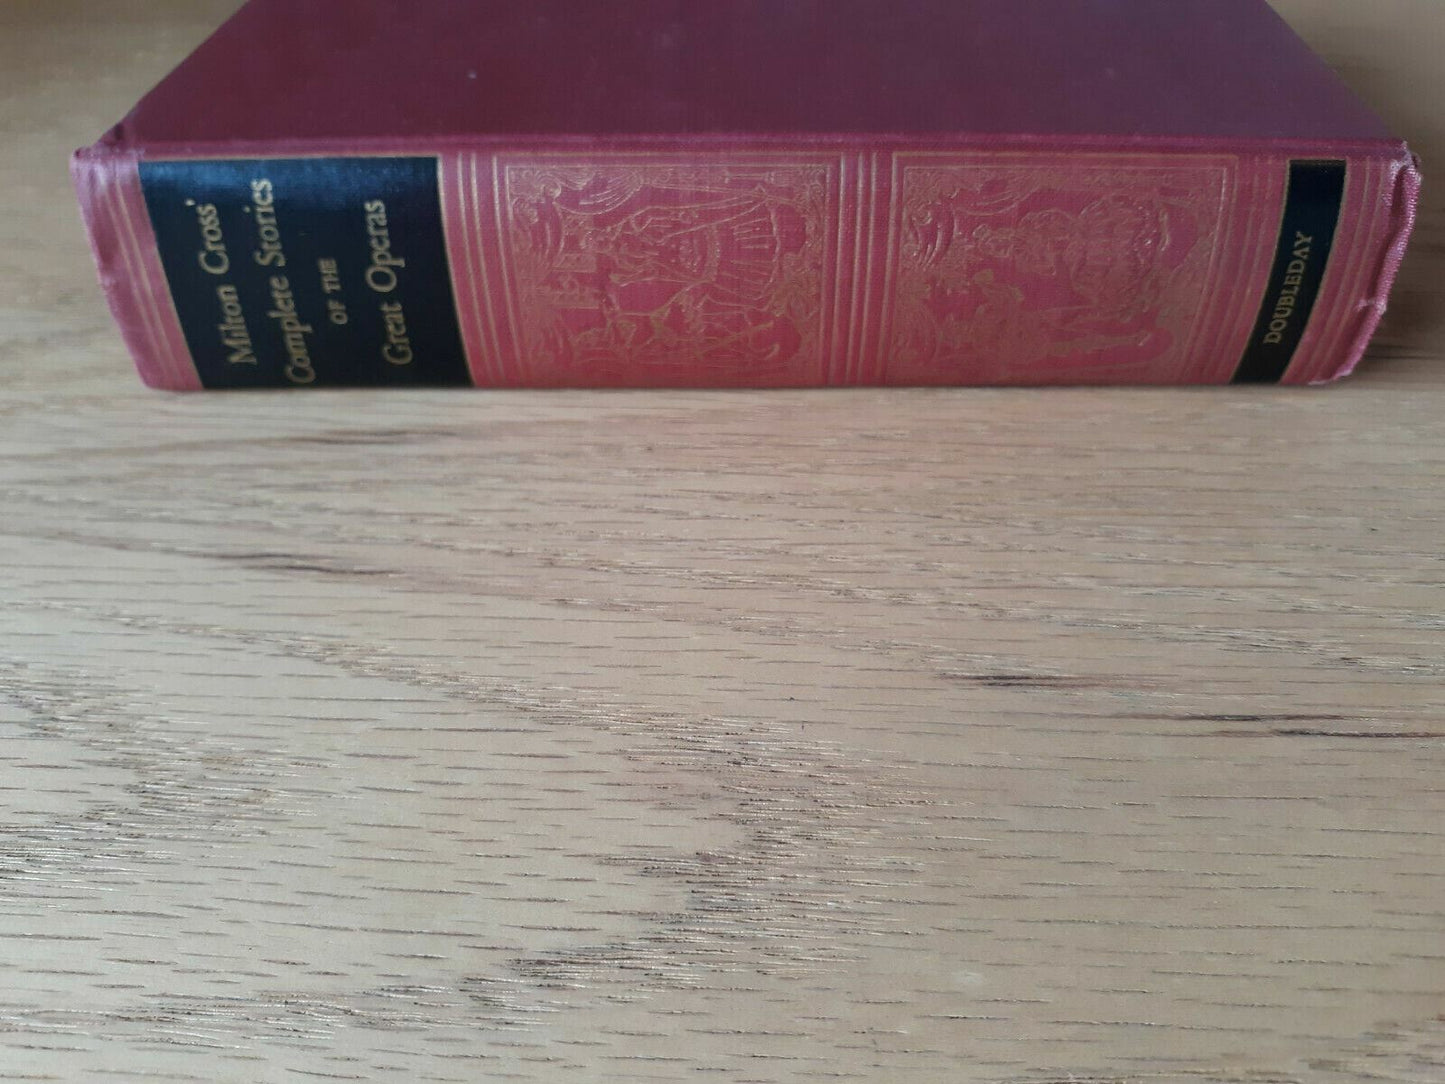 Milton Cross'
Complete Stories
OF THE
Great Operas
DOUBLEDAY